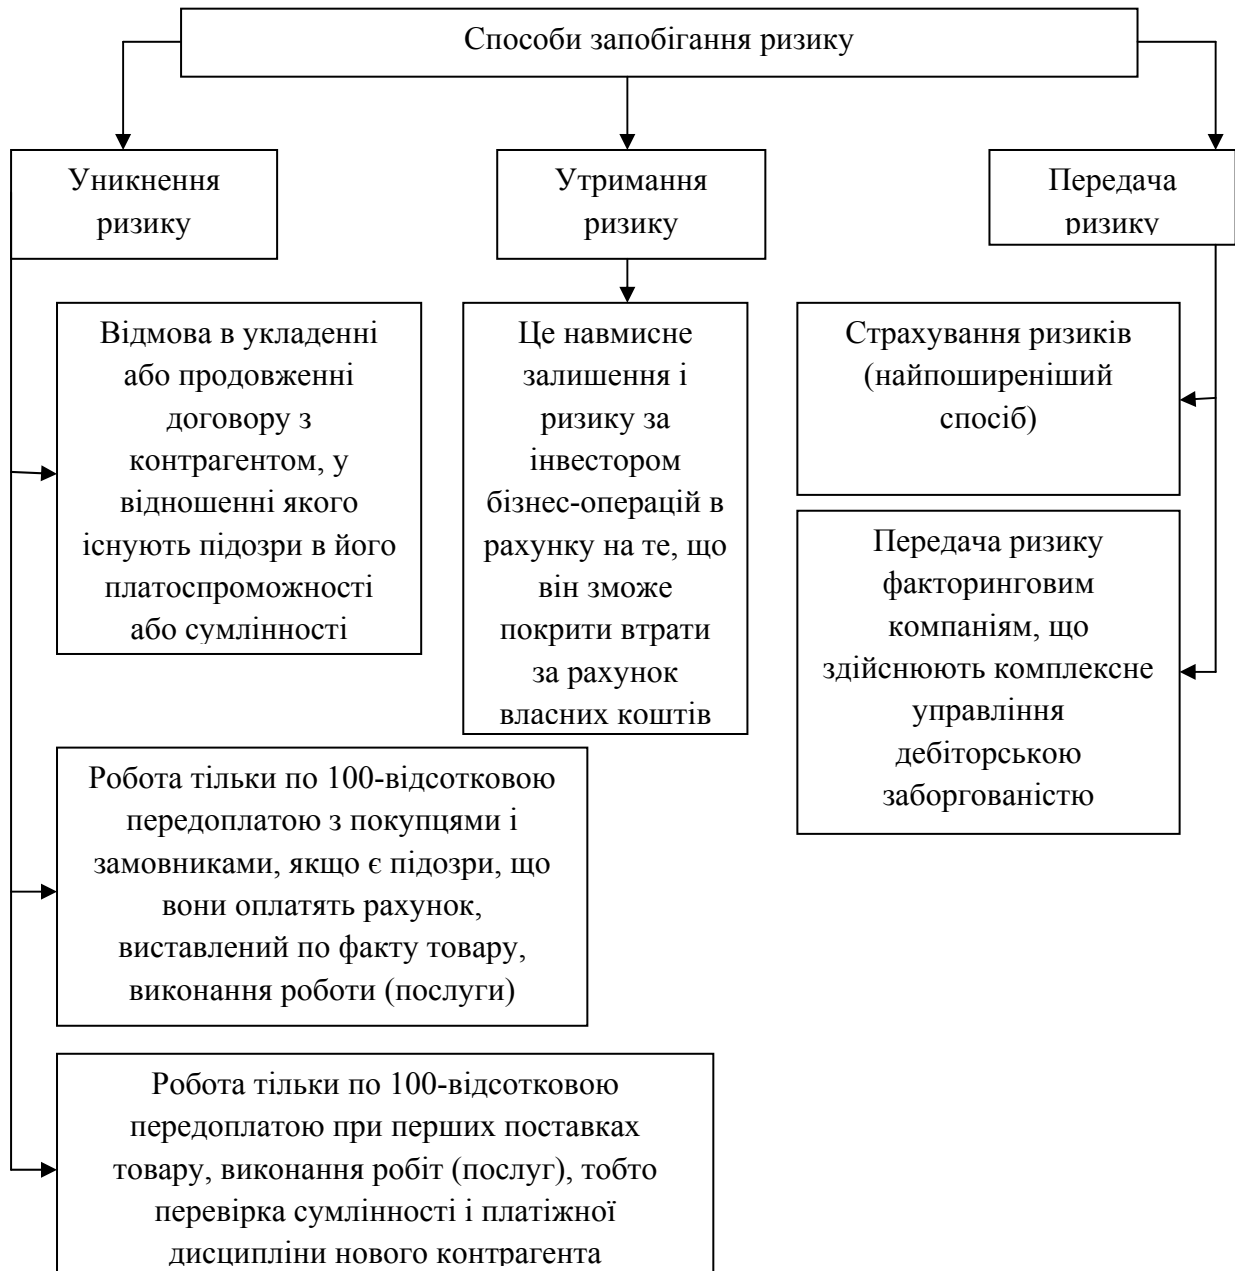 Способи запобігання ризику
Уникнення
ризику
Утримання
ризику
Передача
ризику
Відмова в укладенні
або продовженні
договору з
контрагентом, у
відношенні якого
існують підозри в його
платоспроможності
або сумлінності
Це навмисне
залишення і
ризику за
інвестором
бізнес-операцій в
рахунку на те, що
він зможе
покрити втрати
за рахунок
власних коштів
Страхування ризиків
(найпоширеніший
спосіб)
Передача ризику
факторинговим
компаніям, що
здійснюють комплексне
управління
дебіторською
заборгованістю
Робота тільки по 100-відсотковою
передоплатою з покупцями і
замовниками, якщо є підозри, що
вони оплятять рахунок,
виставлений по факту товару,
виконання роботи (послуги)
Робота тільки по 100-відсотковою
передоплатою при перших поставках
товару, виконання робіт (послуг), тобто
перевірка сумлінності і платіжної
дисципліни нового контрагента